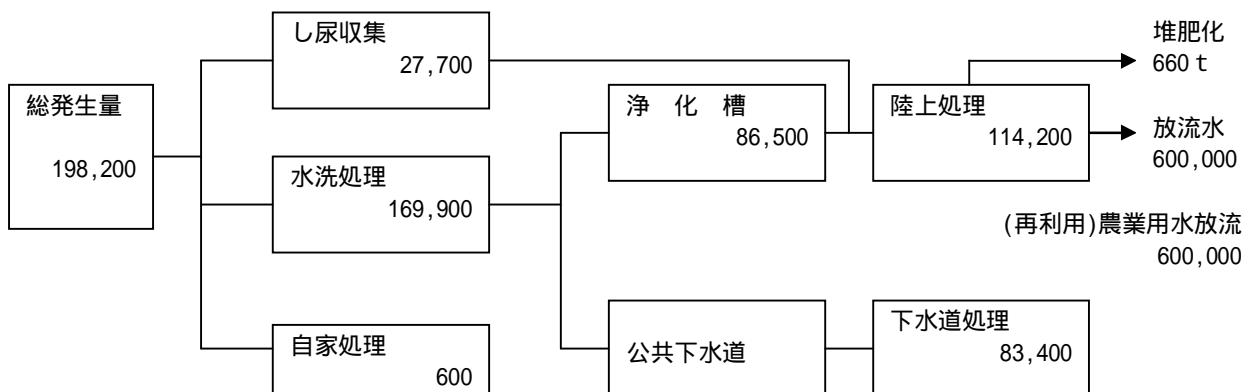 総発生量
198,200
し尿収集
27,700
水洗処理
169,900
自家処理
600
浄 化 槽
86,500
公共下水道
陸上処理
114,200
下水道処理
83,400
堆肥化
660 t
放流水
600,000
(再利用)農業用水放流
600,000